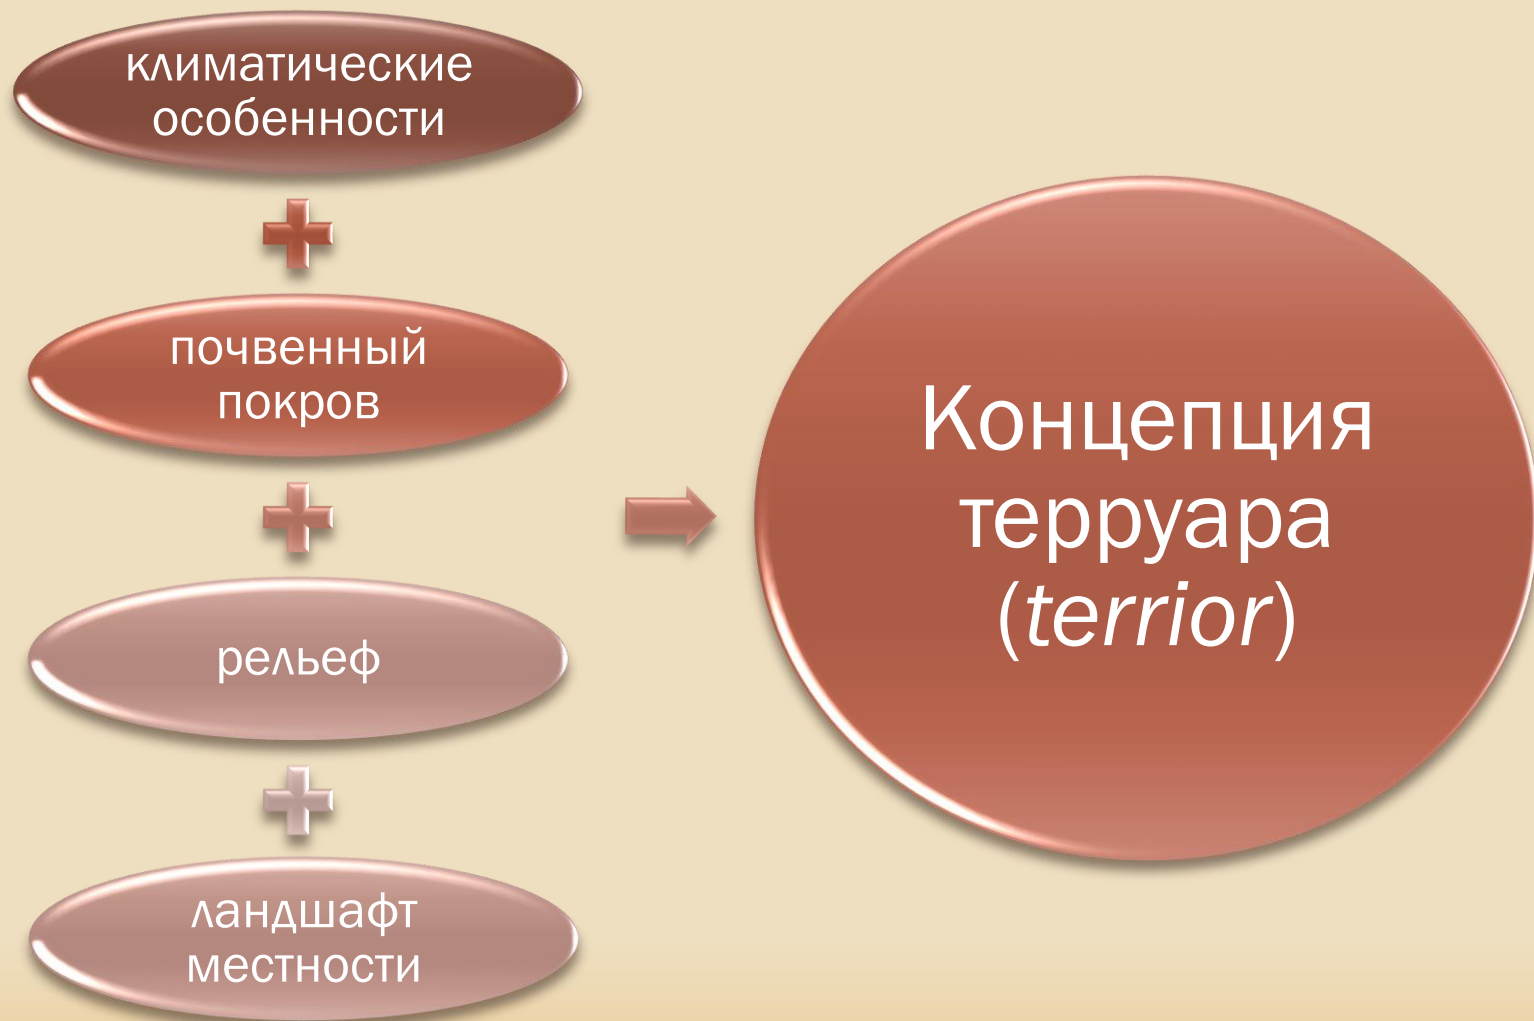 климатические
особенности
почвенный
покров
рельеф
ландшафт
местности
Концепция
терруара
(terrior)